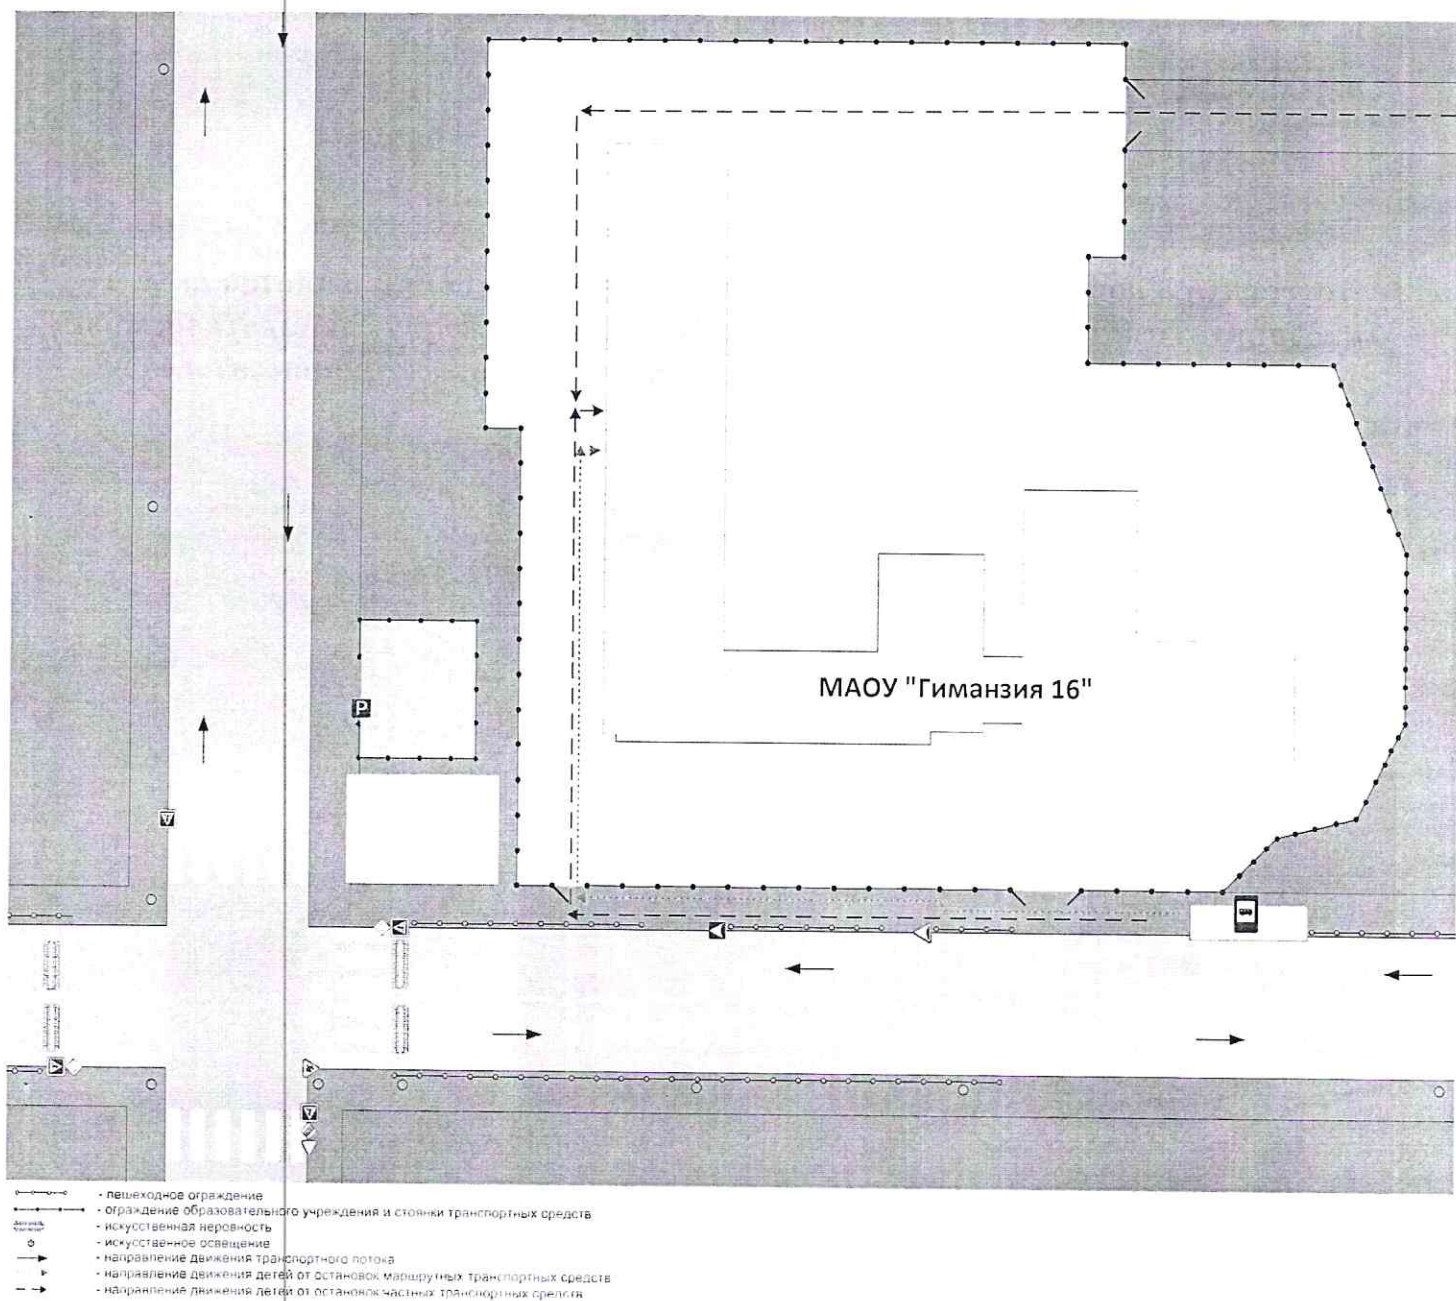 МАОУ "Гиманзия 16"
P
- пешеходное ограждение
- ограждение образовательного учреждения и стоянки транспортных средств
- искусственная неровность
- искусственное освещение
- направление движения транспортного потока
- направление движения детей от остановок маршрутных транспортных средств
- направление движения детей от остановок частных транспортных средств